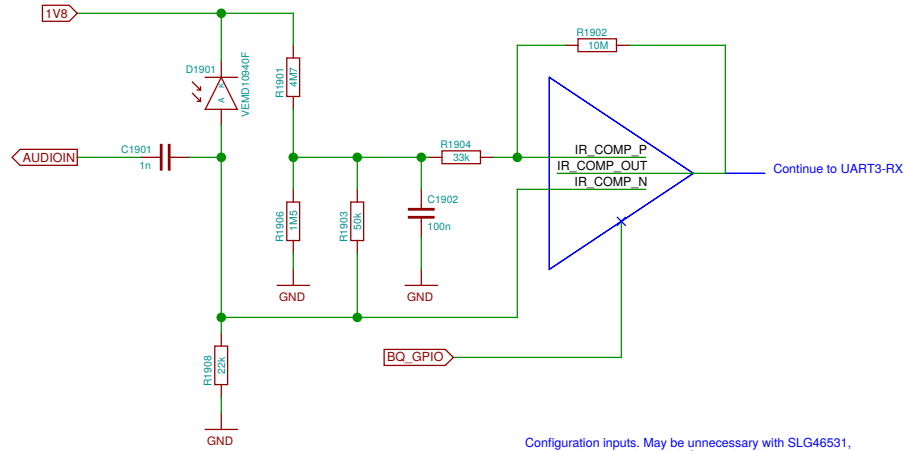 1V8
R1902
10M
D1901
K
A
VEMD10940F
R1901
4M7
AUDIOIN
C1901
1n
R1904
33k
IR_COMP_P
IR_COMP_OUT
IR_COMP_N
Continue to UART3-RX
R1906
1M5
R1903
50k
C1902
100n
GND
GND
BQ_GPIO
R1908
22k
GND
Configuration inputs. May be unnecessary with SLG46531,